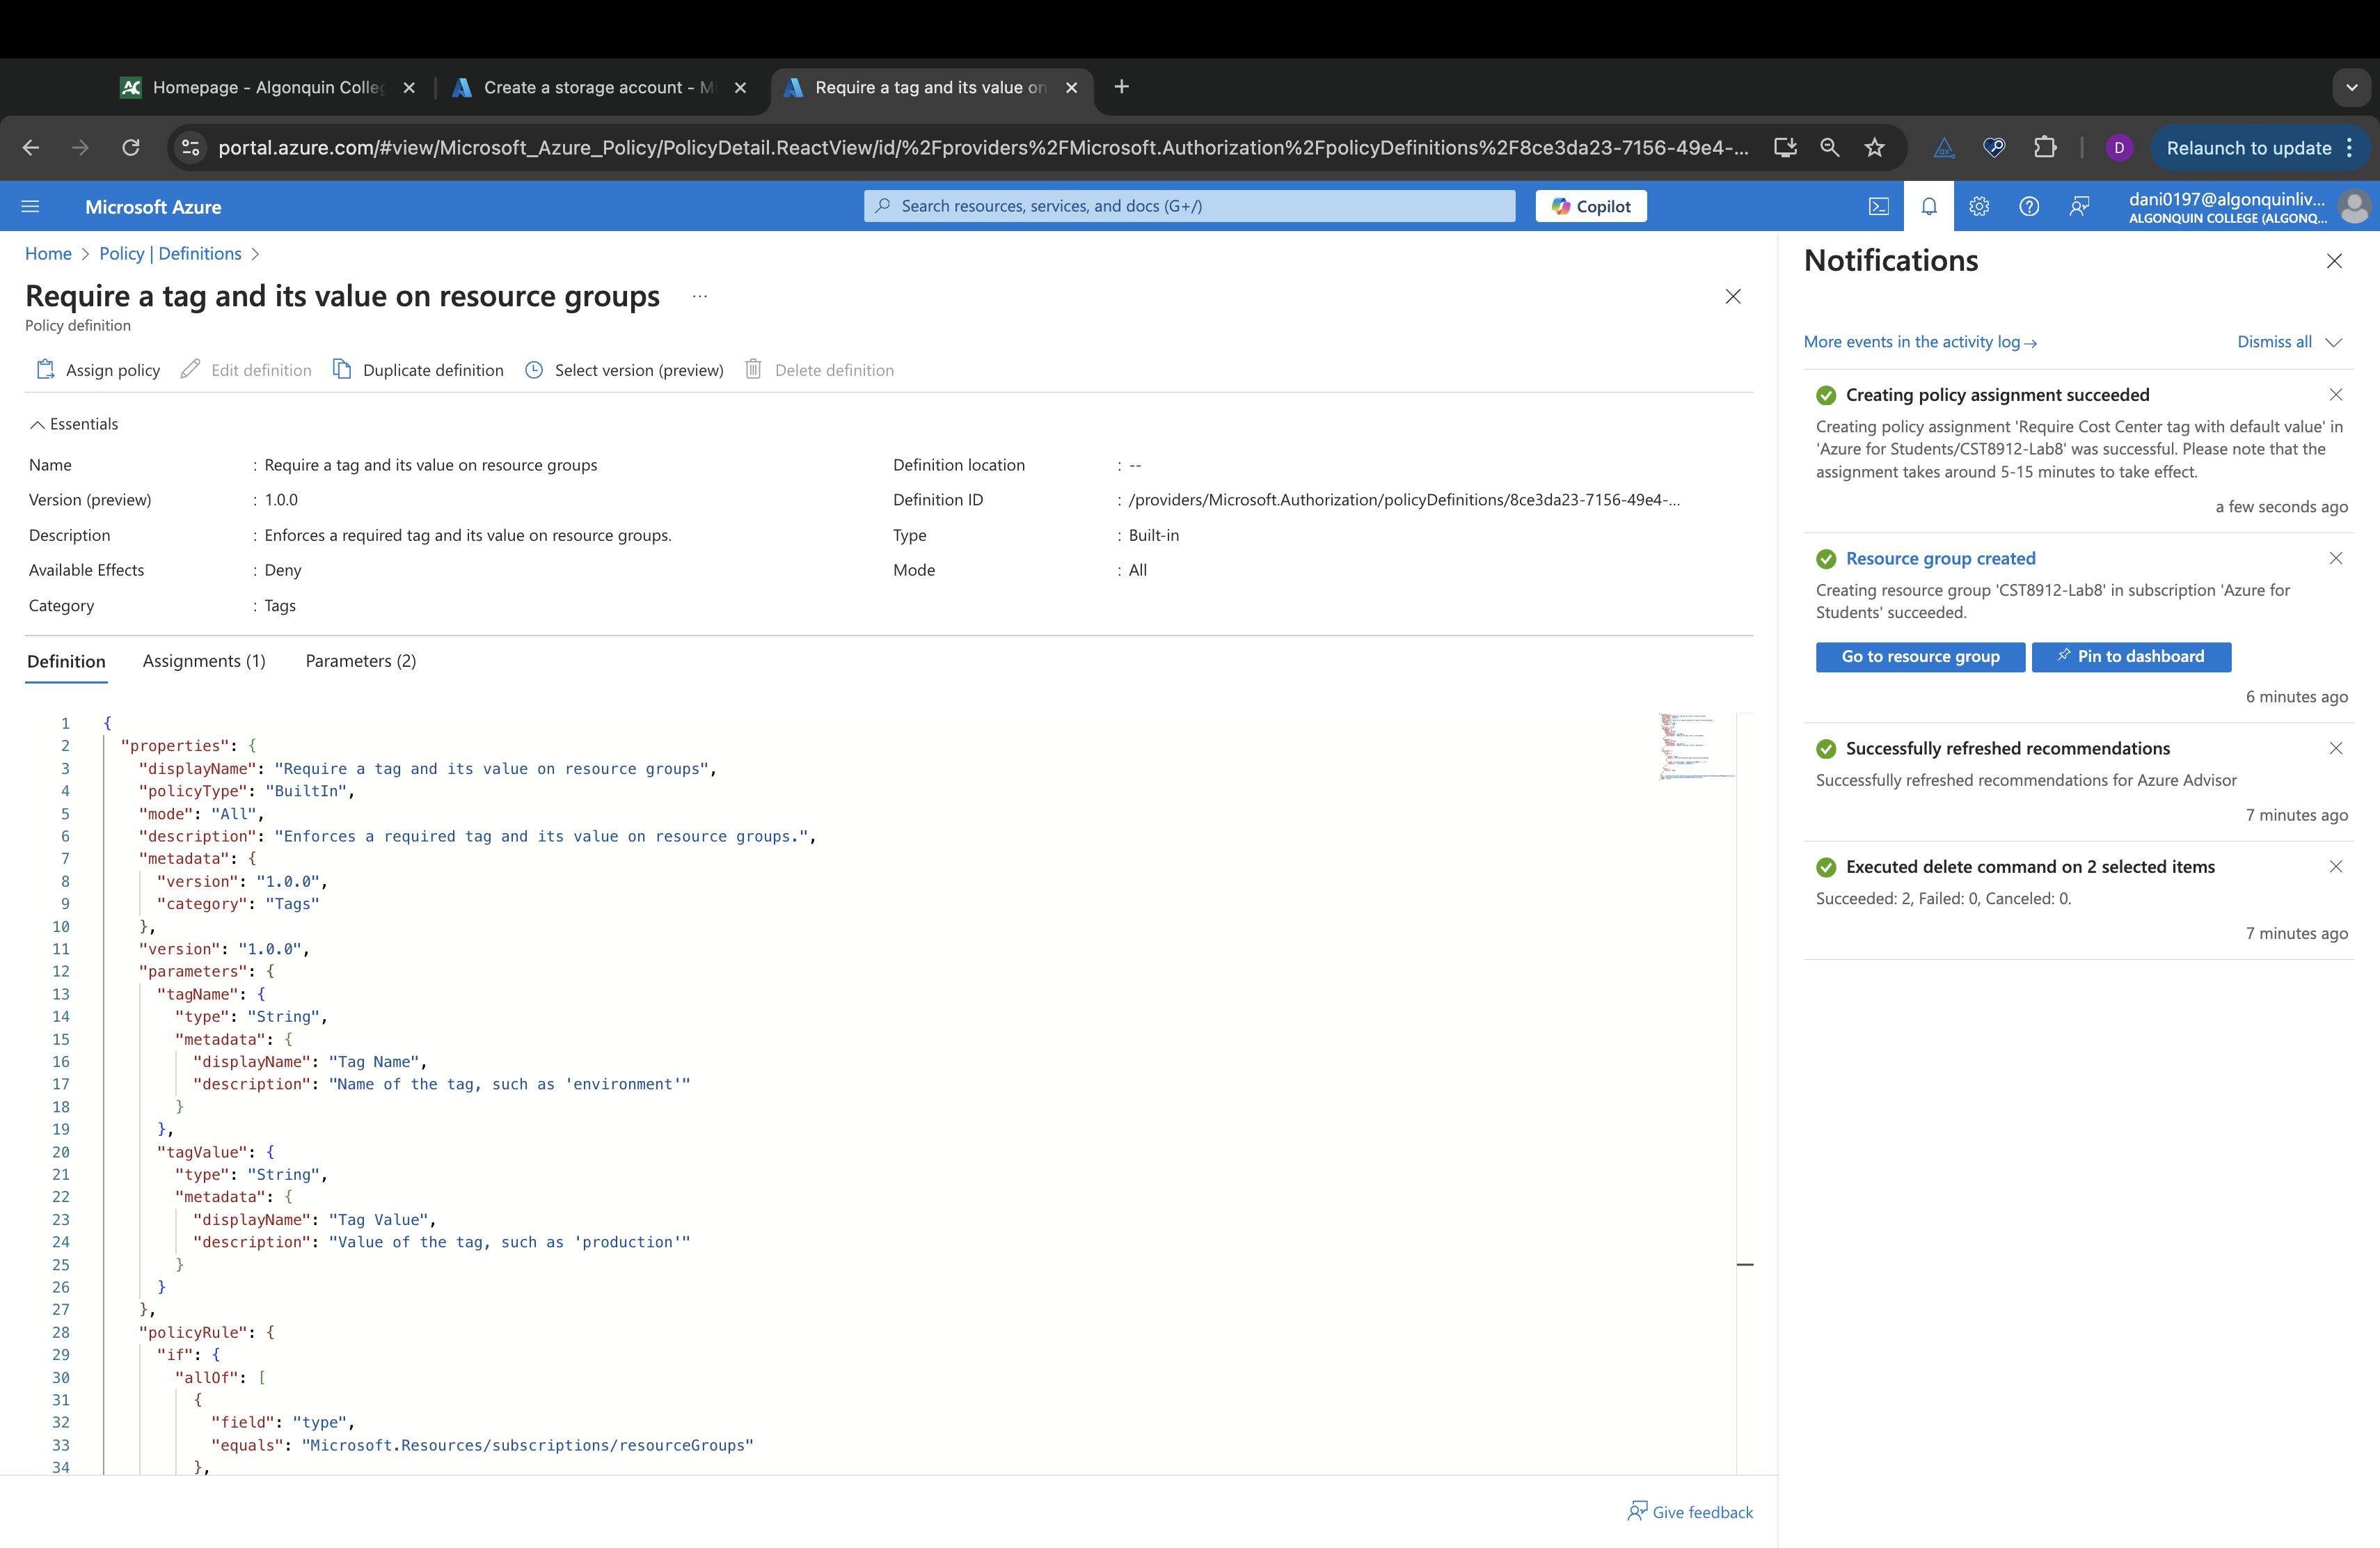 Homepage - Algonquin Colleg
Create a storage account - Mi
Require a tag and its value on
portal.azure.com/#view/Microsoft_Azure_Policy/PolicyDetail.ReactView/id/%2Fproviders%2FMicrosoft.Authorization%2FpolicyDefinitions%2F8ce3da23-7156-49e4-...
D
Relaunch to update
Microsoft Azure
Search resources, services, and docs (G+/)
Copilot
dani0197@algonquinliv...
ALGONQUIN COLLEGE (ALGONQ...
Home > Policy | Definitions >
Require a tag and its value on resource groups ...
Policy definition
Assign policy
Edit definition
Duplicate definition
Select version (preview)
Delete definition
Essentials
Name : Require a tag and its value on resource groups
Version (preview) : 1.0.0
Description : Enforces a required tag and its value on resource groups.
Available Effects : Deny
Category : Tags
Definition location : --
Definition ID : /providers/Microsoft.Authorization/policyDefinitions/8ce3da23-7156-49e4-...
Type : Built-in
Mode : All
Definition
Assignments (1)
Parameters (2)
1 {
2 "properties": {
3 "displayName": "Require a tag and its value on resource groups",
4 "policyType": "BuiltIn",
5 "mode": "All",
6 "description": "Enforces a required tag and its value on resource groups.",
7 "metadata": {
8 "version": "1.0.0",
9 "category": "Tags"
10 },
11 "version": "1.0.0",
12 "parameters": {
13 "tagName": {
14 "type": "String",
15 "metadata": {
16 "displayName": "Tag Name",
17 "description": "Name of the tag, such as 'environment'"
18 }
19 },
20 "tagValue": {
21 "type": "String",
22 "metadata": {
23 "displayName": "Tag Value",
24 "description": "Value of the tag, such as 'production'"
25 }
26 }
27 },
28 "policyRule": {
29 "if": {
30 "allOf": [
31 {
32 "field": "type",
33 "equals": "Microsoft.Resources/subscriptions/resourceGroups"
34 },
Give feedback
Notifications
More events in the activity log →
Dismiss all
Creating policy assignment succeeded
Creating policy assignment 'Require Cost Center tag with default value' in
'Azure for Students/CST8912-Lab8' was successful. Please note that the
assignment takes around 5-15 minutes to take effect.
a few seconds ago
Resource group created
Creating resource group 'CST8912-Lab8' in subscription 'Azure for
Students' succeeded.
Go to resource group
Pin to dashboard
6 minutes ago
Successfully refreshed recommendations
Successfully refreshed recommendations for Azure Advisor
7 minutes ago
Executed delete command on 2 selected items
Succeeded: 2, Failed: 0, Canceled: 0.
7 minutes ago